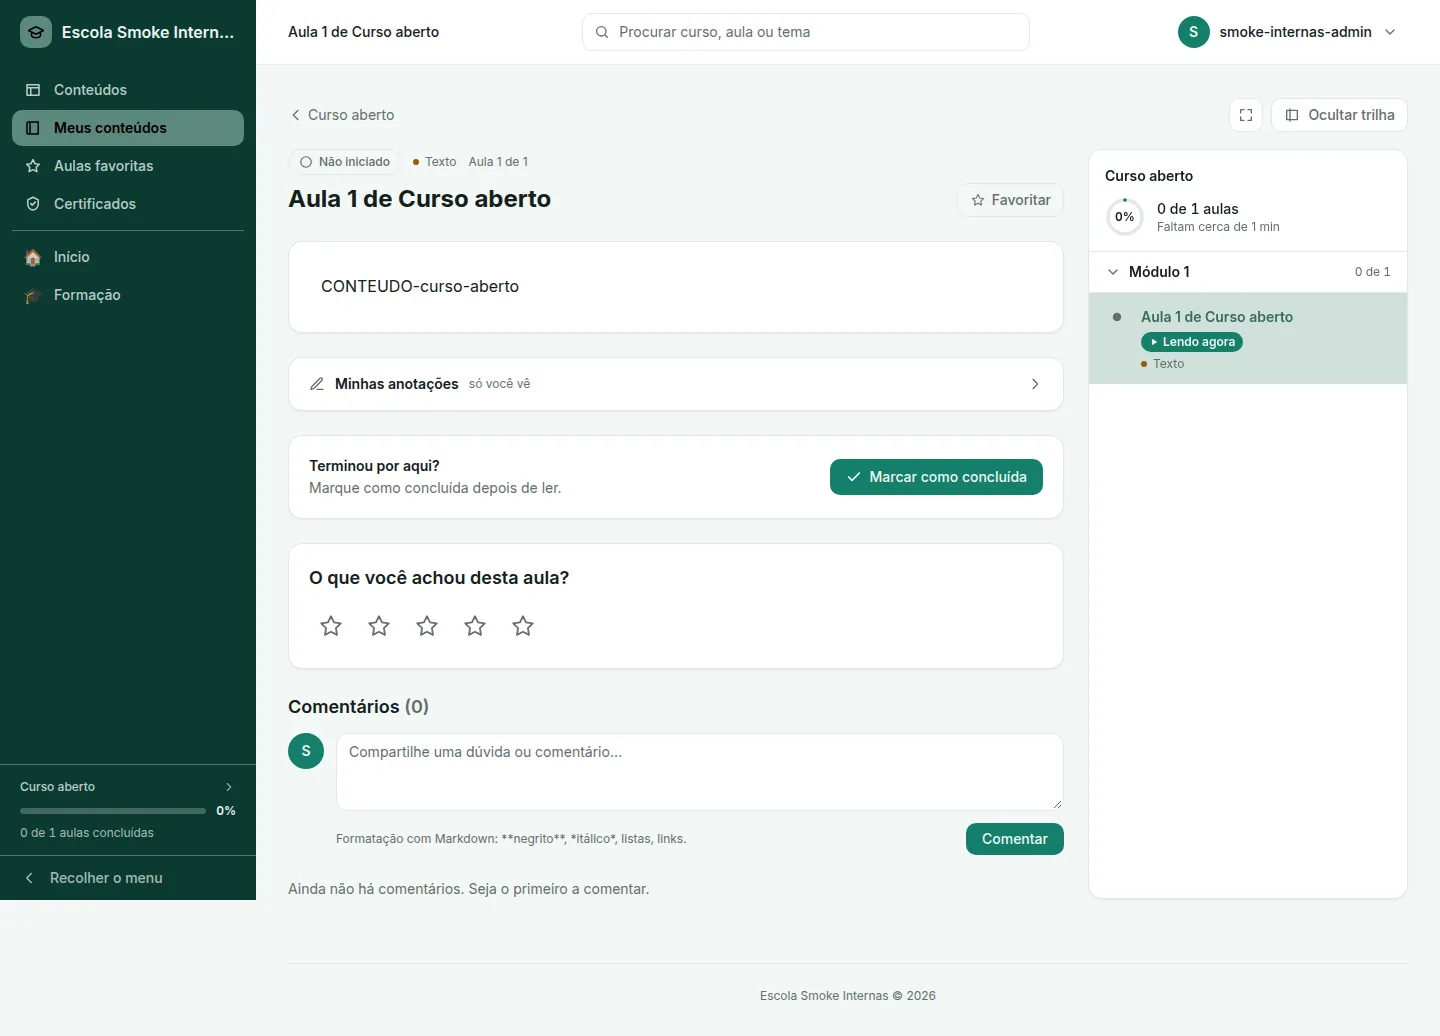 Escola Smoke Intern...
Conteúdos
Meus conteúdos
Aulas favoritas
Certificados
Início
Formação
Curso aberto
0%
0 de 1 aulas concluídas
Recolher o menu
Aula 1 de Curso aberto
Procurar curso, aula ou tema
S
smoke-internas-admin
Curso aberto
Ocultar trilha
Não iniciado
Texto
Aula 1 de 1
Aula 1 de Curso aberto
Favoritar
CONTEUDO-curso-aberto
Minhas anotações só você vê
Terminou por aqui?
Marque como concluída depois de ler.
Marcar como concluída
O que você achou desta aula?
Comentários (0)
S
Compartilhe uma dúvida ou comentário...
Formatação com Markdown: **negrito**, *itálico*, listas, links.
Comentar
Ainda não há comentários. Seja o primeiro a comentar.
Curso aberto
0%
0 de 1 aulas
Faltam cerca de 1 min
Módulo 1
0 de 1
Aula 1 de Curso aberto
Lendo agora
Texto
Escola Smoke Internas © 2026